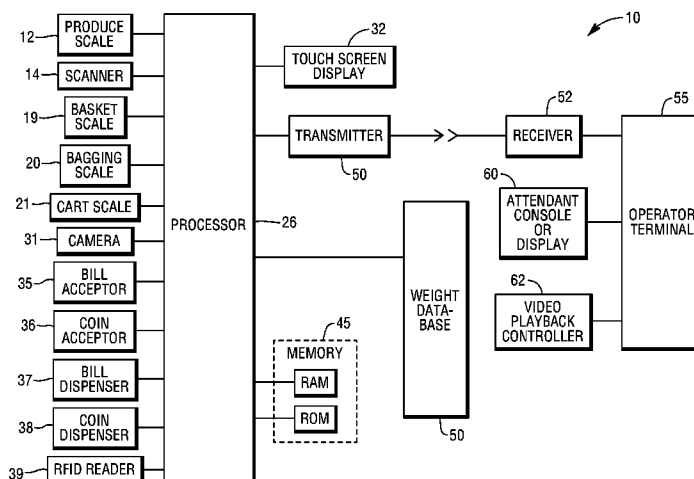 12
PRODUCE
SCALE
14
SCANNER
19
BASKET
SCALE
20
BAGGING
SCALE
21
CART SCALE
31
CAMERA
35
BILL
ACCEPTOR
36
COIN
ACCEPTOR
37
BILL
DISPENSER
38
COIN
DISPENSER
39
RFID READER
PROCESSOR
26
32
TOUCH SCREEN
DISPLAY
TRANSMITTER
50
45
MEMORY
RAM
ROM
WEIGHT
DATA-
BASE
50
10
52
RECEIVER
60
ATTENDANT
CONSOLE
OR
DISPLAY
62
VIDEO
PLAYBACK
CONTROLLER
55
OPERATOR
TERMINAL